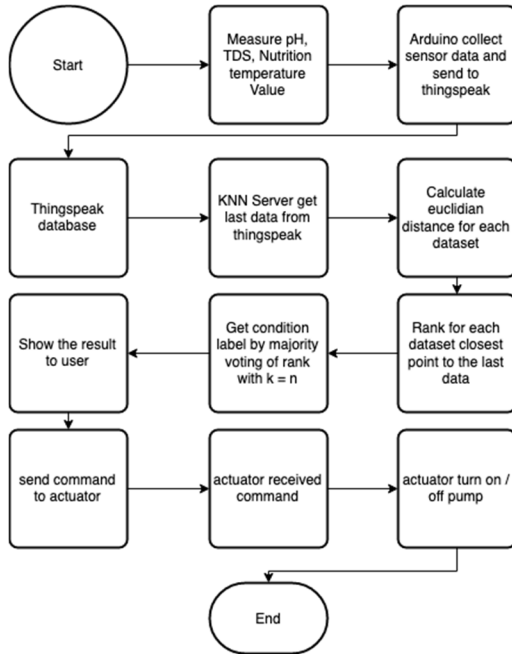 Start
Measure pH,
TDS, Nutrition
temperature
Value
Arduino collect
sensor data and
send to
thingspeak
Thingspeak
database
KNN Server get
last data from
thingspeak
Calculate
euclidian
distance for each
dataset
Show the result
to user
Get condition
label by majority
voting of rank
with k = n
Rank for each
dataset closest
point to the last
data
send command
to actuator
actuator received
command
actuator turn on /
off pump
End